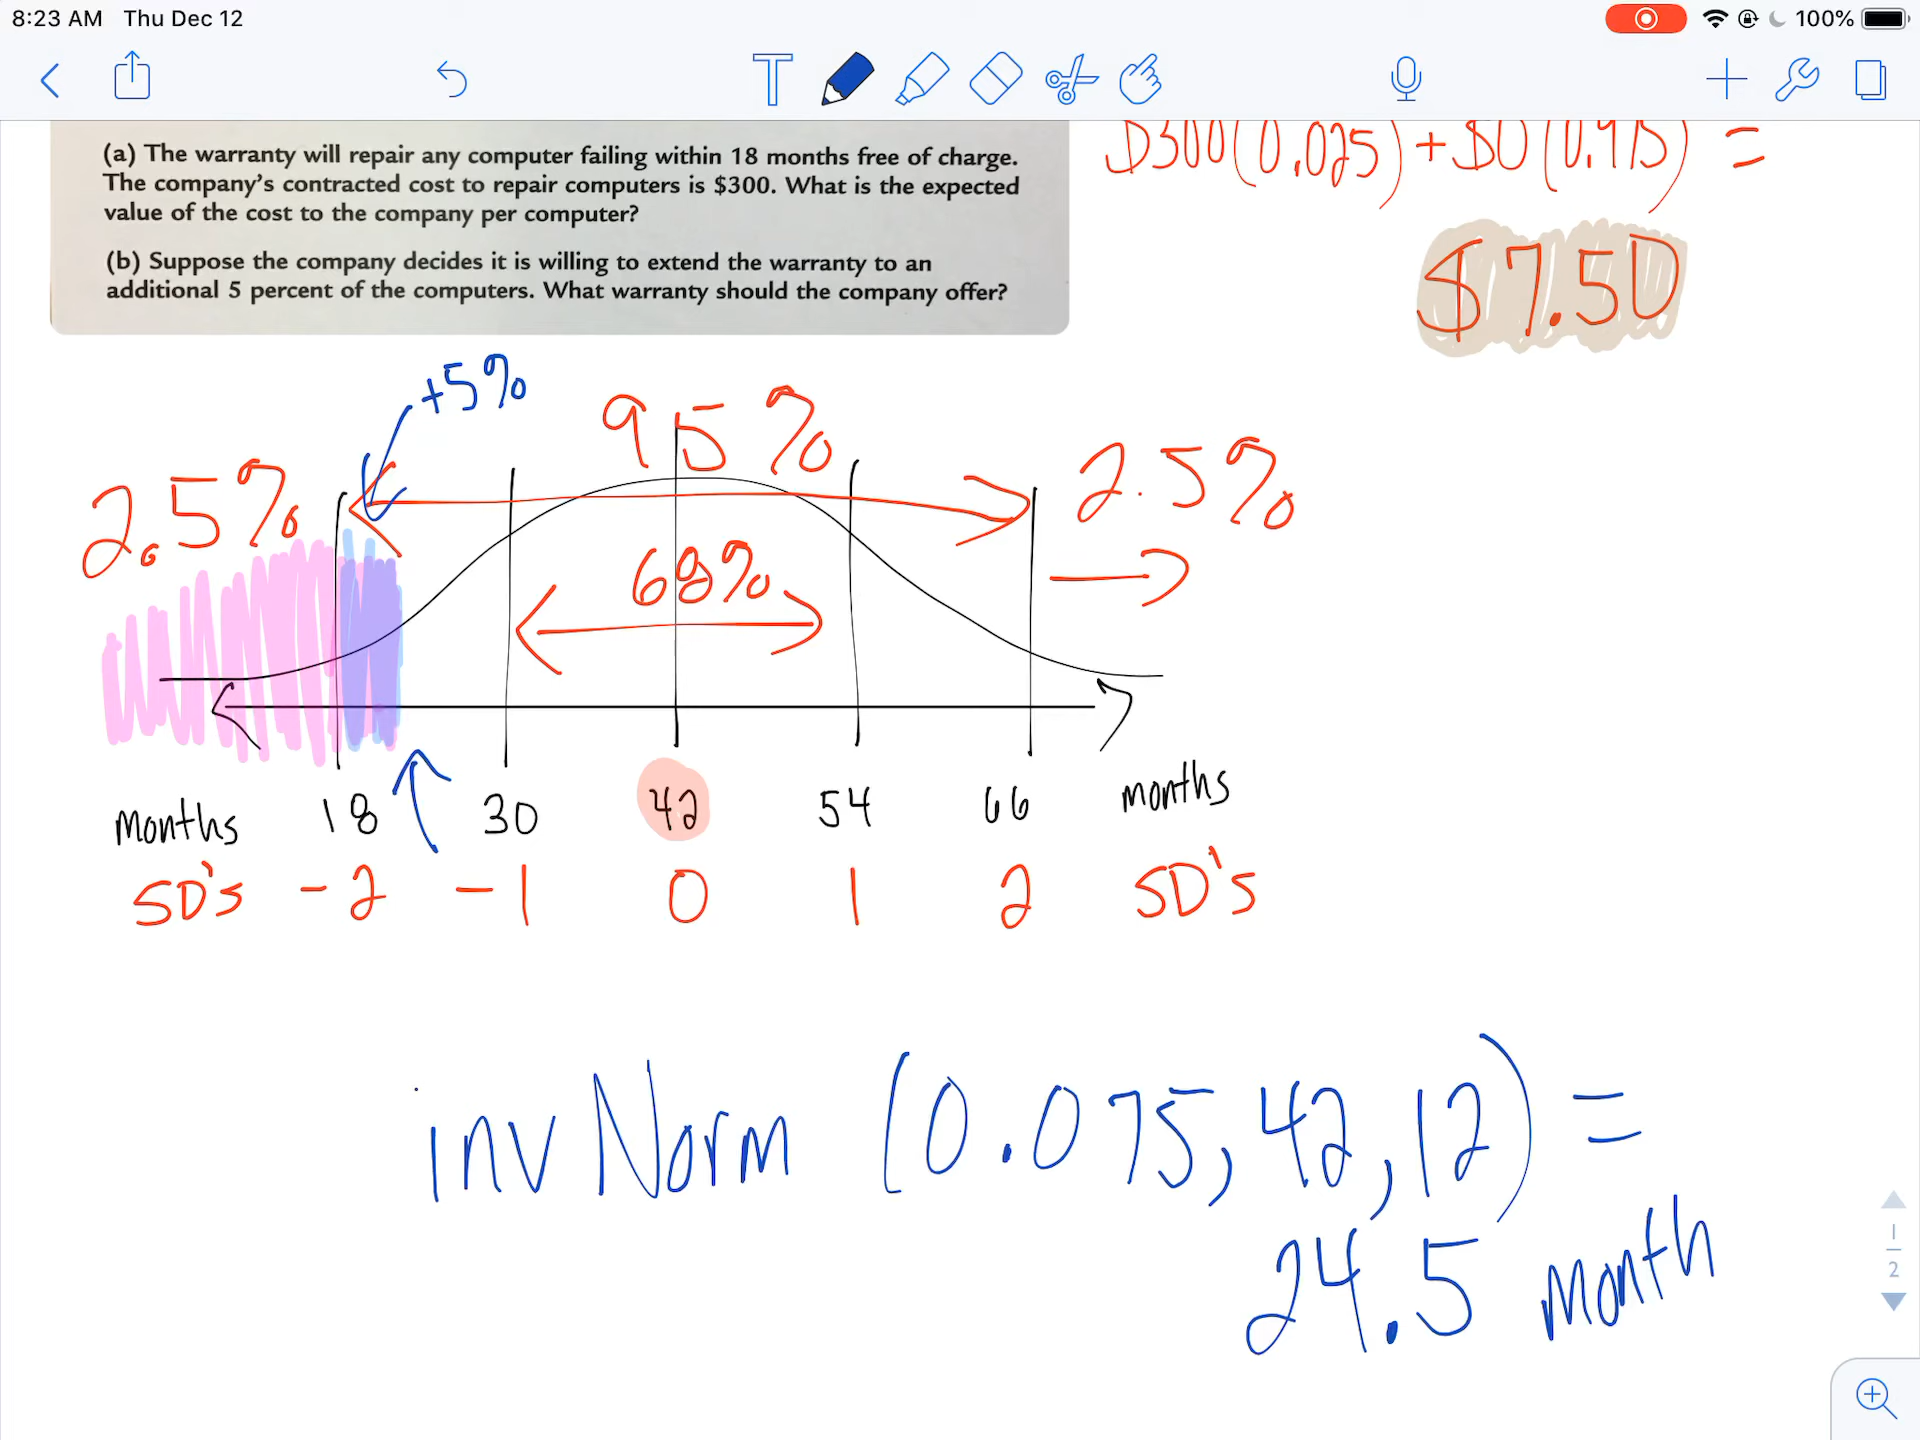 8:23 AM Thu Dec 12
100%
T
(a) The warranty will repair any computer failing within 18 months free of charge.
The company's contracted cost to repair computers is $300. What is the expected
value of the cost to the company per computer?
(b) Suppose the company decides it is willing to extend the warranty to an
additional 5 percent of the computers. What warranty should the company offer?
$300(0.025) + $0(0.975) =
$7.50
+5%
95%
2.5%
2.5%
68%
months 18 30 42 54 66 months
SD's -2 -1 0 1 2 SD's
invNorm (0.075, 42, 12) =
24.5 month
1
2